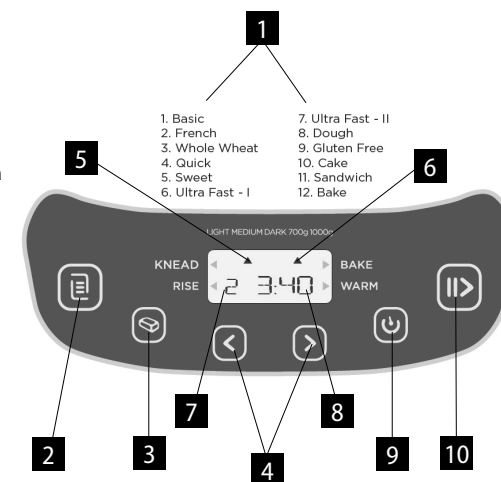 1
1. Basic
2. French
3. Whole Wheat
4. Quick
5. Sweet
6. Ultra Fast - I
7. Ultra Fast - II
8. Dough
9. Gluten Free
10. Cake
11. Sandwich
12. Bake
5
6
LIGHT MEDIUM DARK 700g 1000g
KNEAD
RISE
2 3:40
BAKE
WARM
7
8
2
3
4
9
10